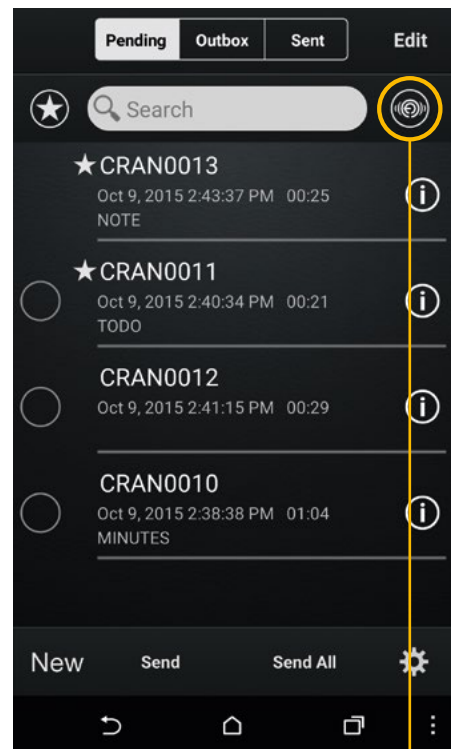 Pending Outbox Sent Edit
Search
★CRAN0013
Oct 9, 2015 2:43:37 PM 00:25
NOTE
★CRAN0011
Oct 9, 2015 2:40:34 PM 00:21
TODO
CRAN0012
Oct 9, 2015 2:41:15 PM 00:29
CRAN0010
Oct 9, 2015 2:38:38 PM 01:04
MINUTES
New Send Send All